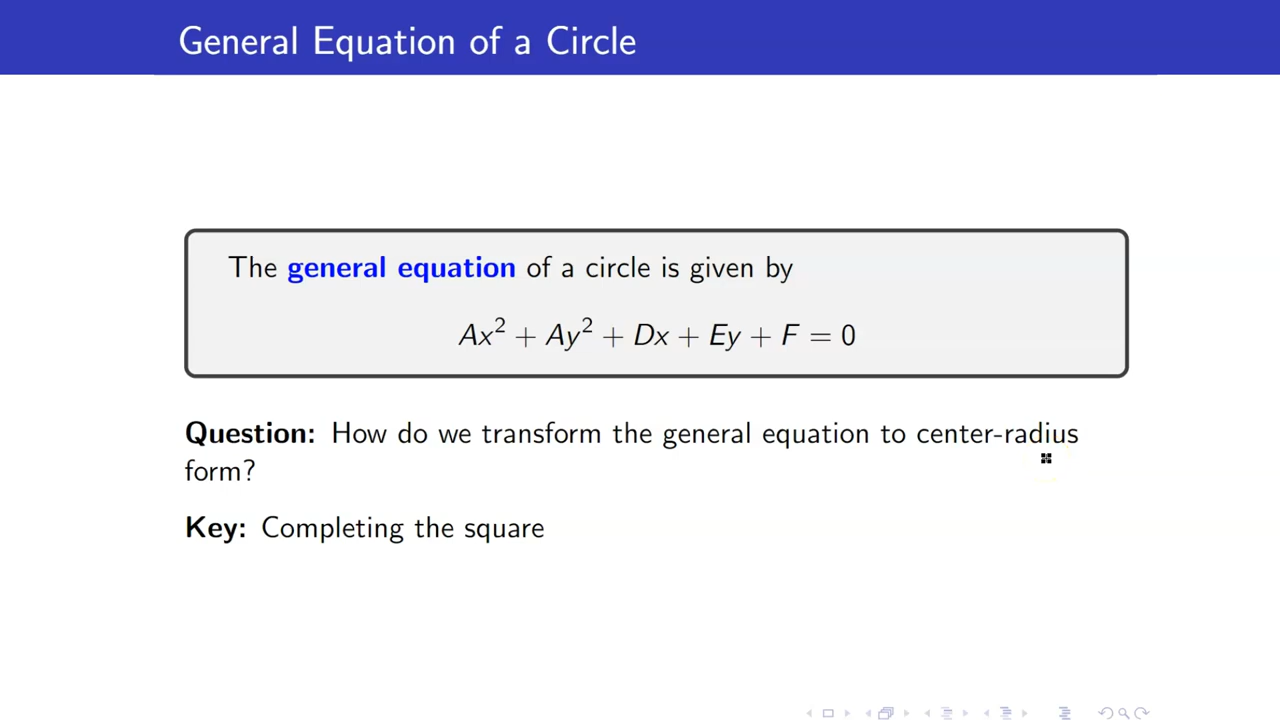 General Equation of a Circle
The general equation of a circle is given by
Ax² + Ay² + Dx + Ey + F = 0
Question: How do we transform the general equation to center-radius
form?
Key: Completing the square